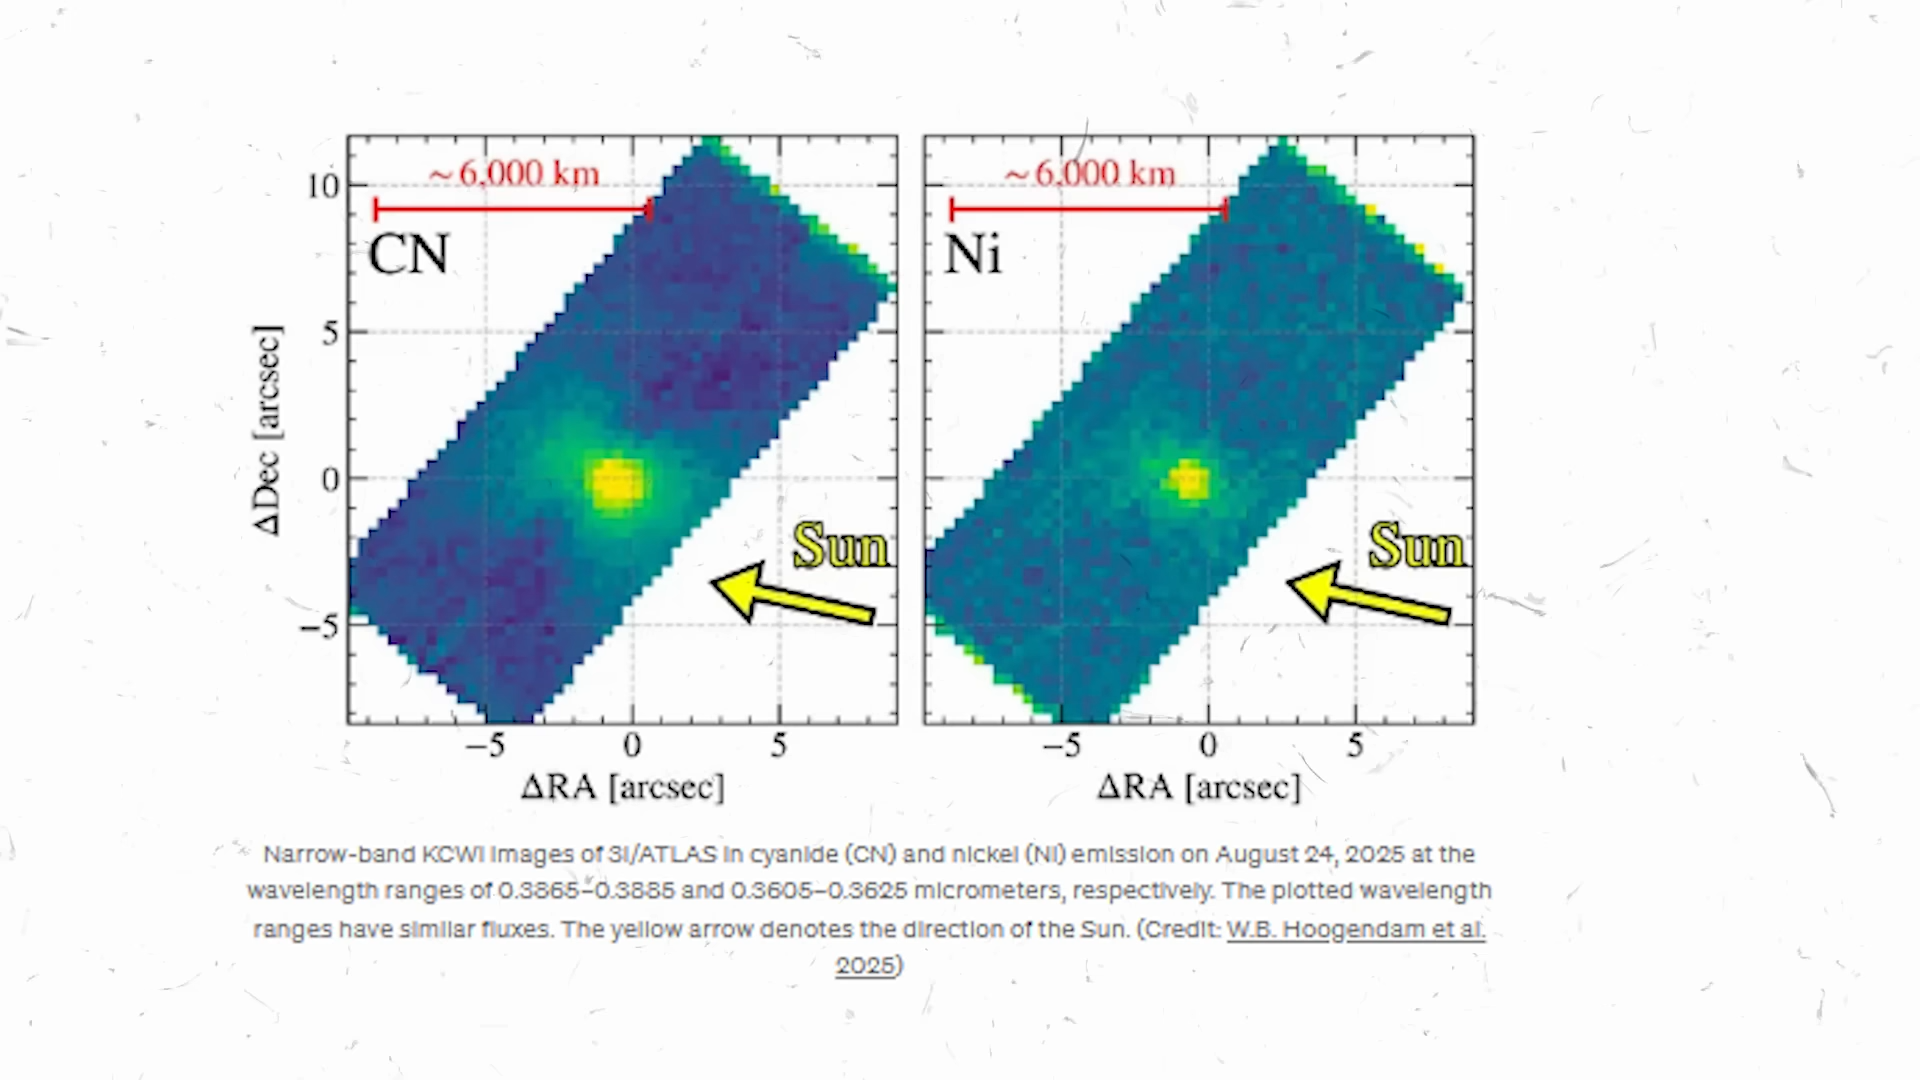 ~6,000 km
CN
Sun
10
5
0
−5
ΔDec [arcsec]
−5 0 5
ΔRA [arcsec]
~6,000 km
Ni
Sun
−5 0 5
ΔRA [arcsec]
Narrow-band KCWI images of 3I/ATLAS in cyanide (CN) and nickel (Ni) emission on August 24, 2025 at the
wavelength ranges of 0.3865–0.3885 and 0.3605–0.3625 micrometers, respectively. The plotted wavelength
ranges have similar fluxes. The yellow arrow denotes the direction of the Sun. (Credit: W.B. Hoogendam et al.
2025)